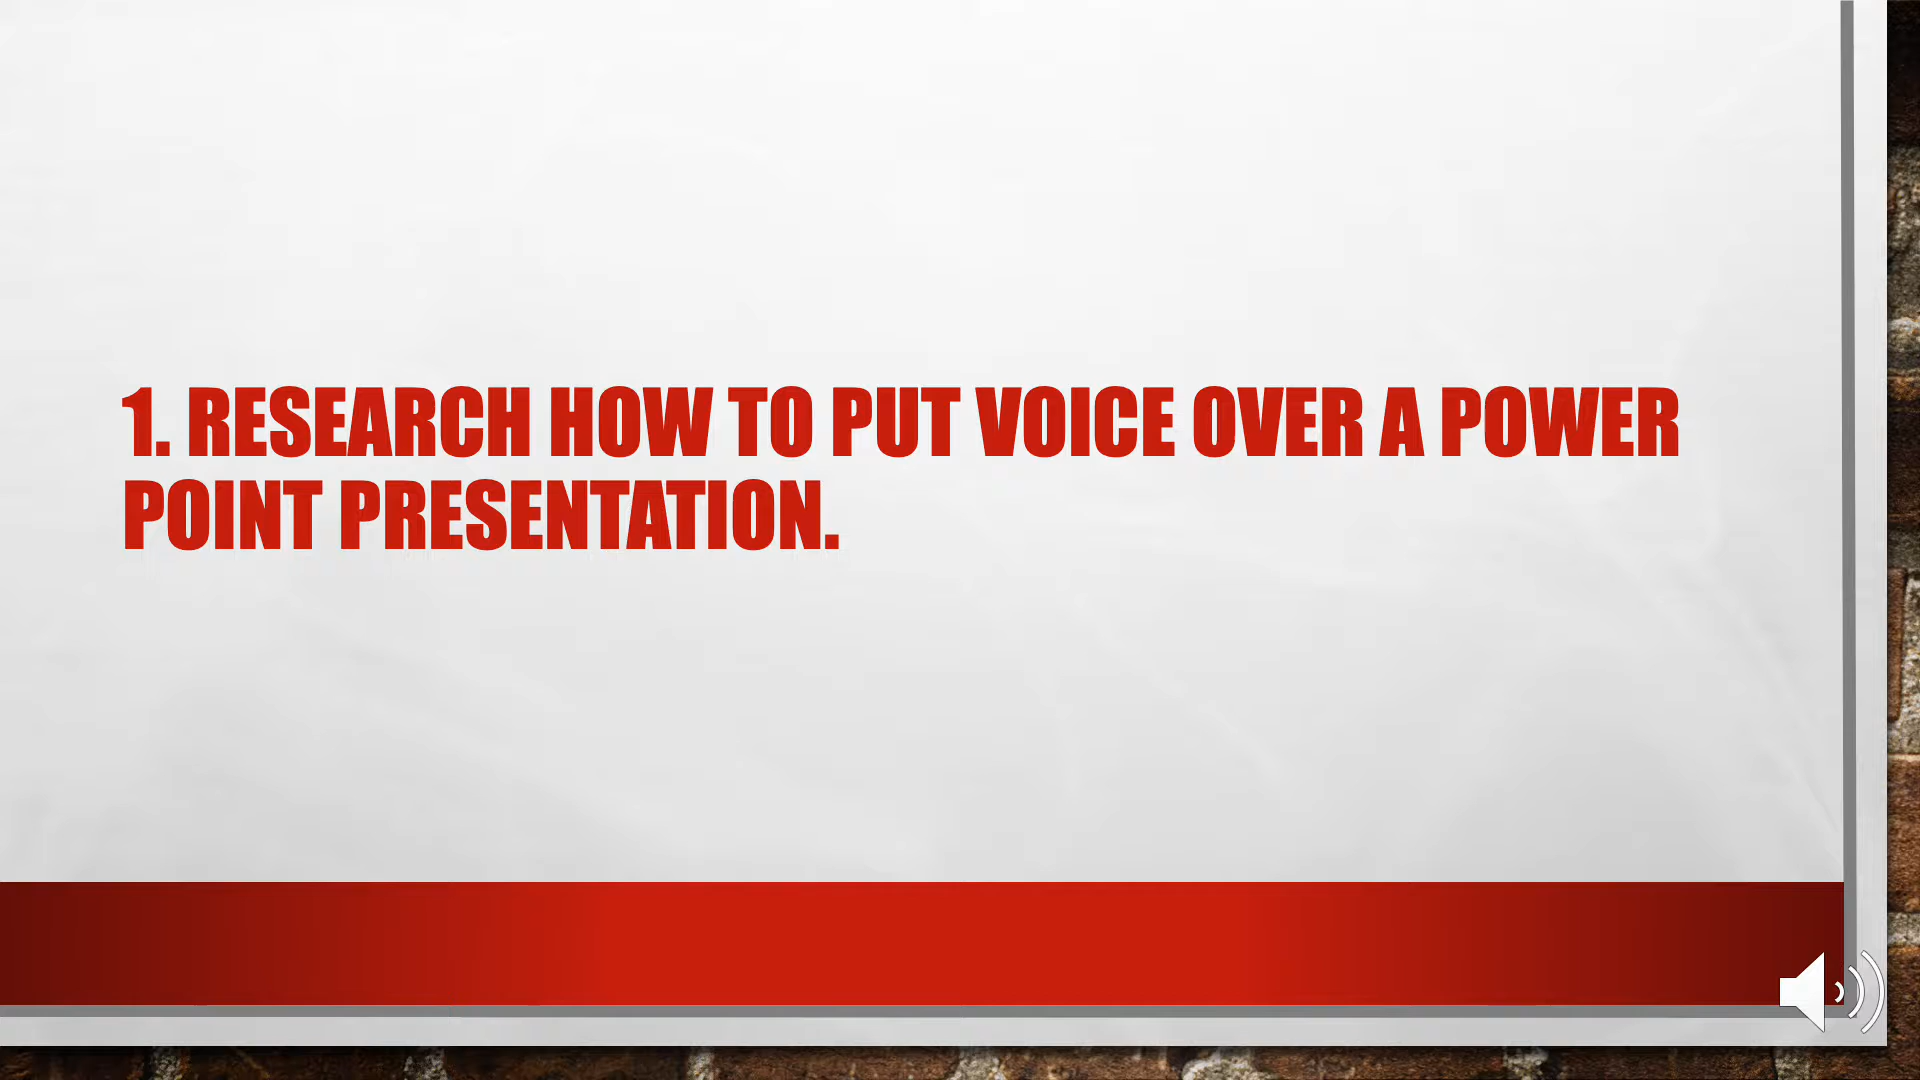 1. RESEARCH HOW TO PUT VOICE OVER A POWER
POINT PRESENTATION.